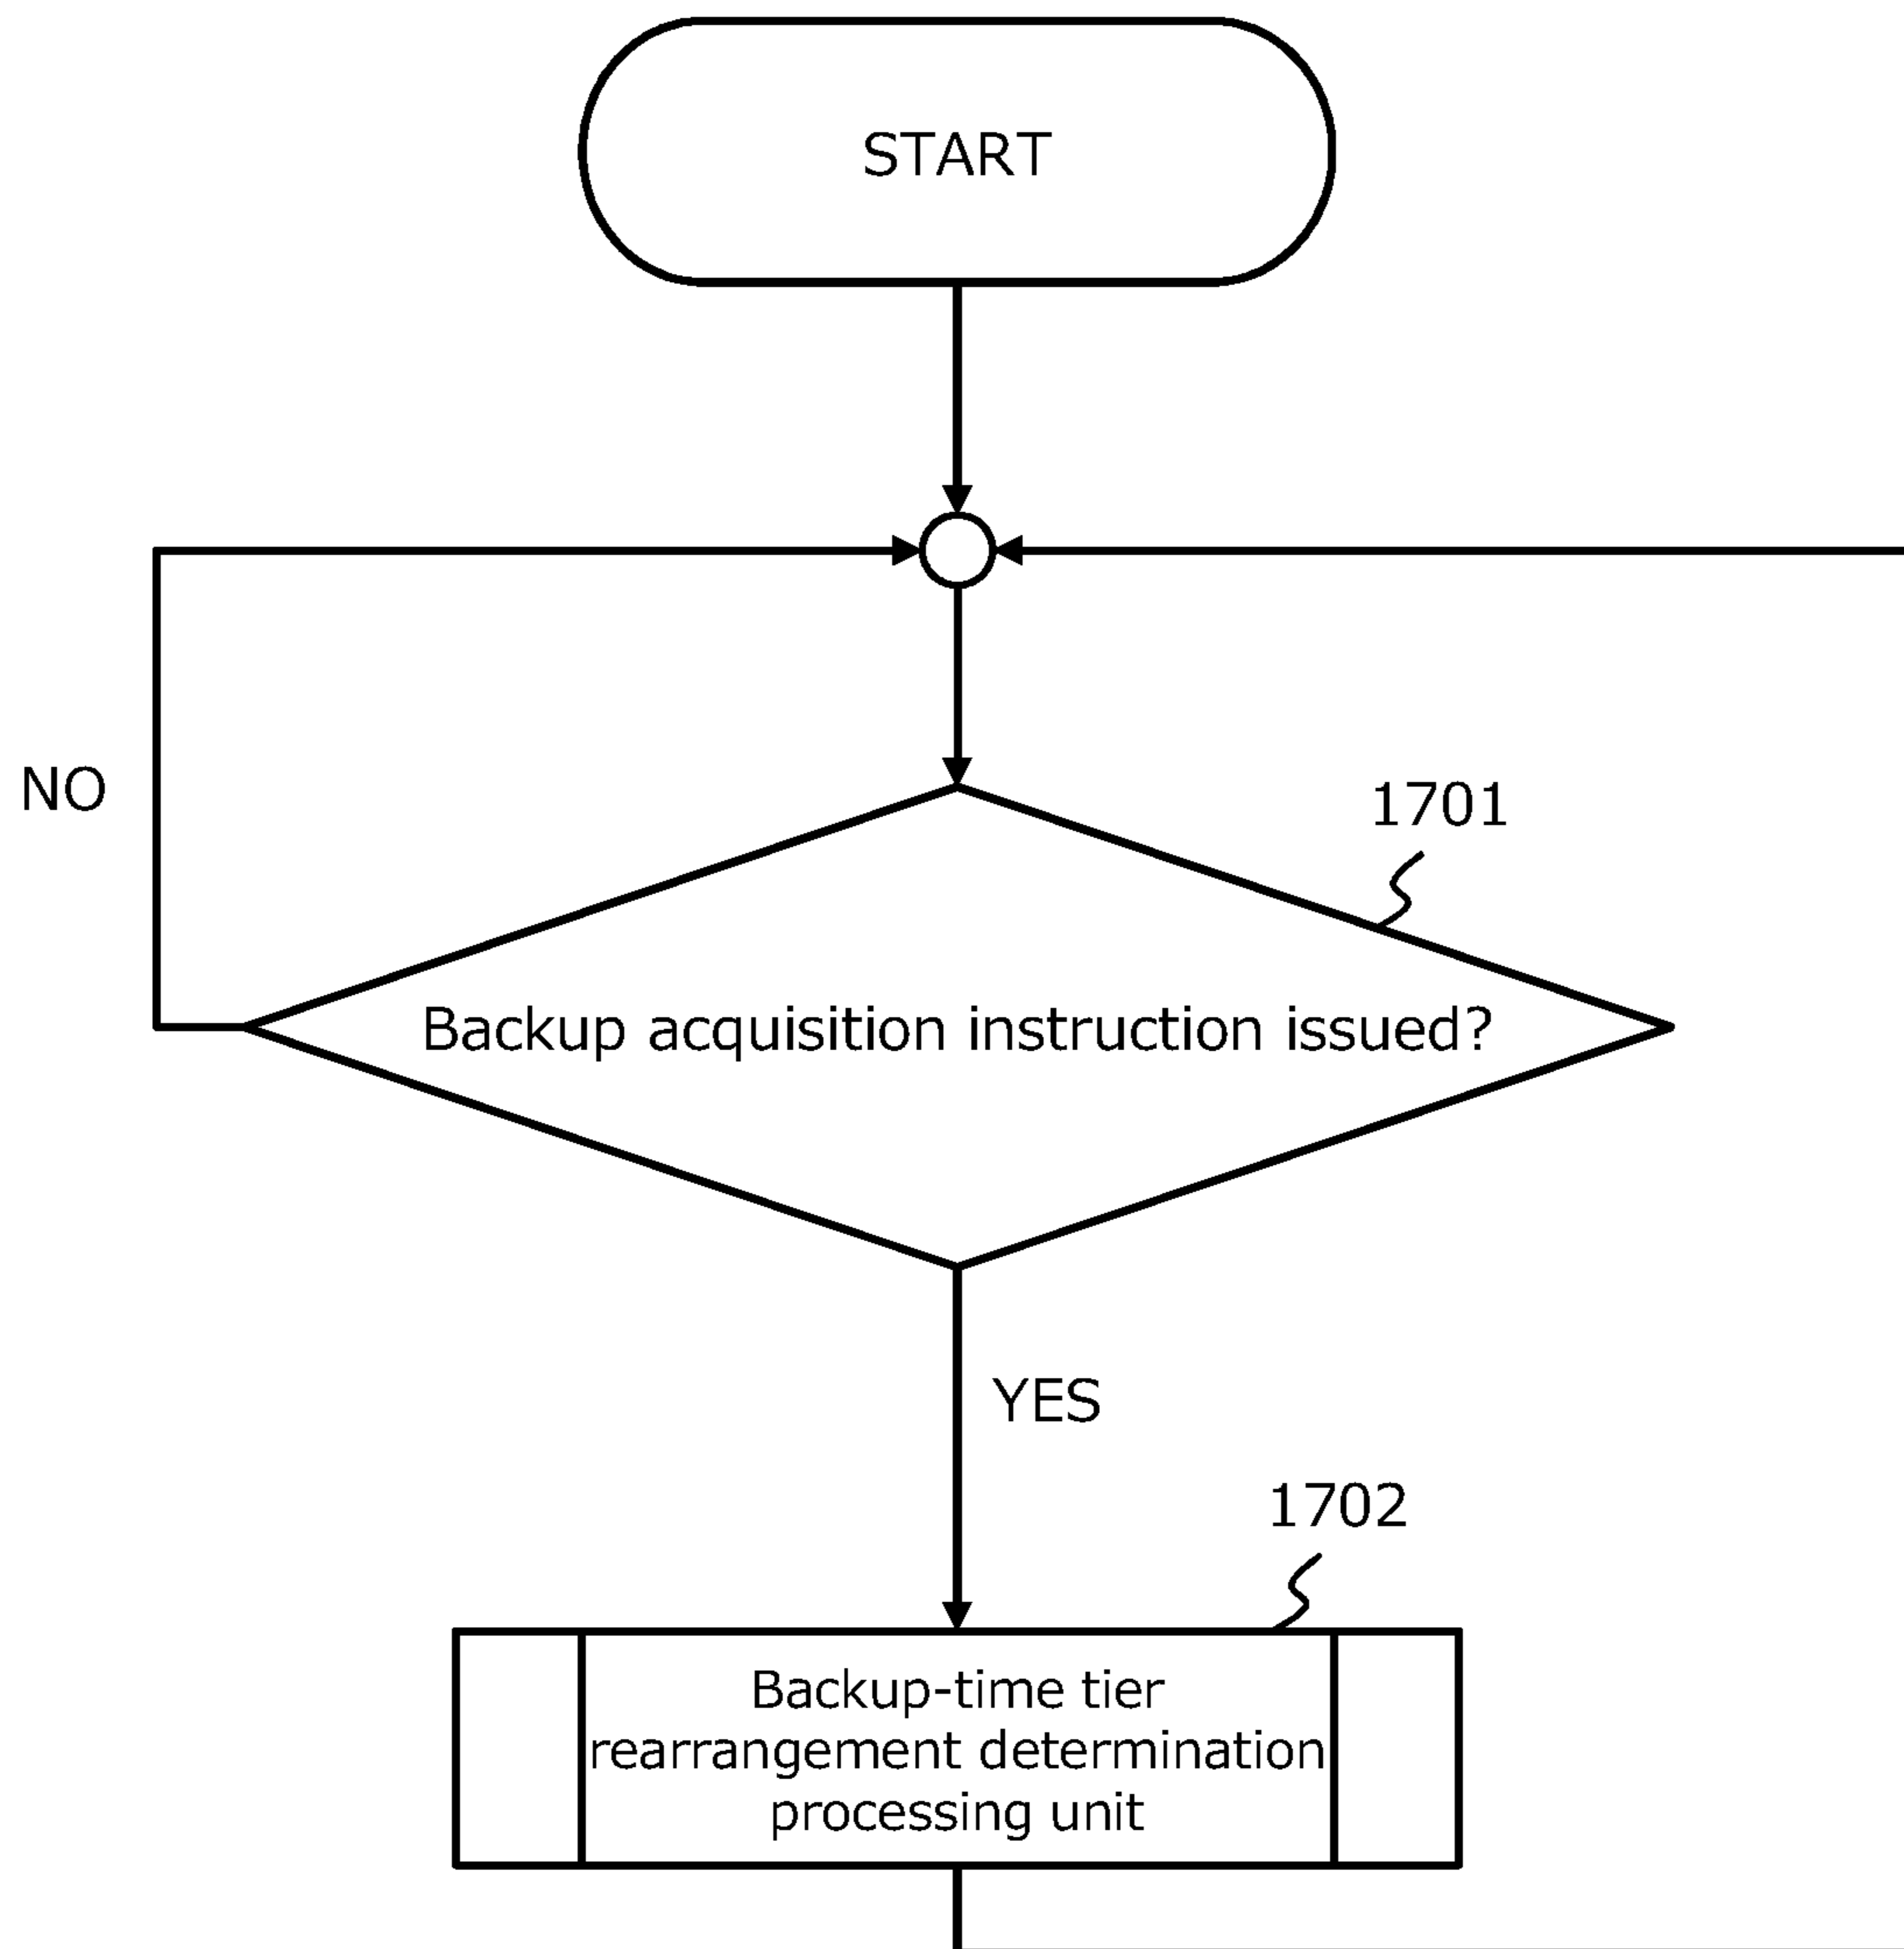 START
NO
1701
Backup acquisition instruction issued?
YES
1702
Backup-time tier
rearrangement determination
processing unit